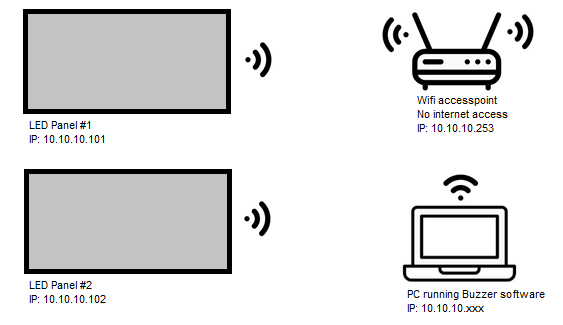 LED Panel #1
IP: 10.10.10.101
Wifi accesspoint
No internet access
IP: 10.10.10.253
LED Panel #2
IP: 10.10.10.102
PC running Buzzer software
IP: 10.10.10.xxx